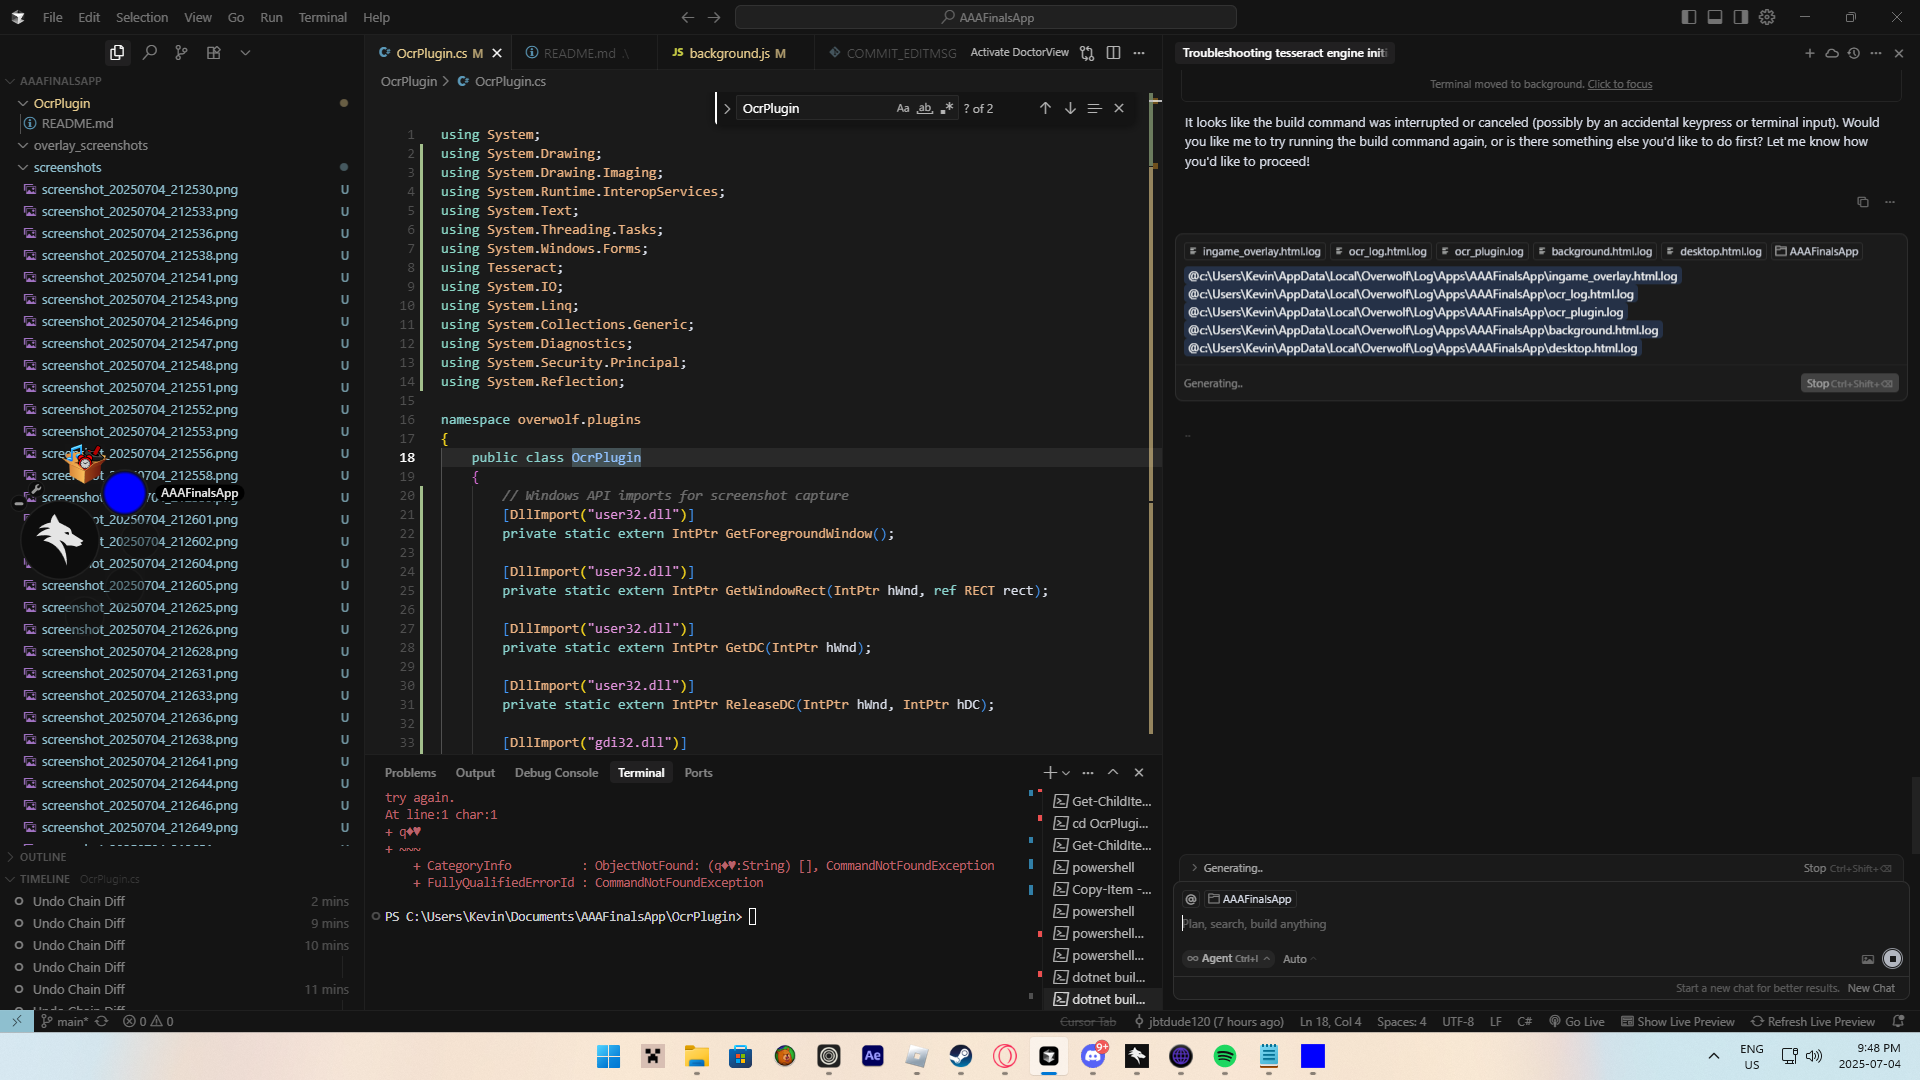 File Edit Selection View Go Run Terminal Help
AAAFinalsApp
AAAFINALSAPP
OcrPlugin
README.md
overlay_screenshots
screenshots
screenshot_20250704_212530.png U
screenshot_20250704_212533.png U
screenshot_20250704_212536.png U
screenshot_20250704_212538.png U
screenshot_20250704_212541.png U
screenshot_20250704_212543.png U
screenshot_20250704_212546.png U
screenshot_20250704_212547.png U
screenshot_20250704_212548.png U
screenshot_20250704_212551.png U
screenshot_20250704_212552.png U
screenshot_20250704_212553.png U
ot_20250704_212556.png U
screenshot_20250704_212558.png U
AAAFinalsApp
U
screenshot_20250704_212601.png U
screenshot_20250704_212602.png U
screenshot_20250704_212604.png U
screenshot_20250704_212605.png U
screenshot_20250704_212625.png U
screenshot_20250704_212626.png U
screenshot_20250704_212628.png U
screenshot_20250704_212631.png U
screenshot_20250704_212633.png U
screenshot_20250704_212636.png U
screenshot_20250704_212638.png U
screenshot_20250704_212641.png U
screenshot_20250704_212644.png U
screenshot_20250704_212646.png U
screenshot_20250704_212649.png U
OUTLINE
TIMELINE OcrPlugin.cs
Undo Chain Diff 2 mins
Undo Chain Diff 9 mins
Undo Chain Diff 10 mins
Undo Chain Diff
Undo Chain Diff 11 mins
OcrPlugin.cs M README.md .\ JS background.js M COMMIT_EDITMSG Activate DoctorView
OcrPlugin > OcrPlugin.cs
OcrPlugin Aa ab ? of 2
1 using System;
2 using System.Drawing;
3 using System.Drawing.Imaging;
4 using System.Runtime.InteropServices;
5 using System.Text;
6 using System.Threading.Tasks;
7 using System.Windows.Forms;
8 using Tesseract;
9 using System.IO;
10 using System.Linq;
11 using System.Collections.Generic;
12 using System.Diagnostics;
13 using System.Security.Principal;
14 using System.Reflection;
15
16 namespace overwolf.plugins
17 {
18 public class OcrPlugin
19 {
20 // Windows API imports for screenshot capture
21 [DllImport("user32.dll")]
22 private static extern IntPtr GetForegroundWindow();
23
24 [DllImport("user32.dll")]
25 private static extern IntPtr GetWindowRect(IntPtr hWnd, ref RECT rect);
26
27 [DllImport("user32.dll")]
28 private static extern IntPtr GetDC(IntPtr hWnd);
29
30 [DllImport("user32.dll")]
31 private static extern IntPtr ReleaseDC(IntPtr hWnd, IntPtr hDC);
32
33 [DllImport("gdi32.dll")]
Problems Output Debug Console Terminal Ports
try again.
At line:1 char:1
+ q♦♥
+ ~~~
+ CategoryInfo : ObjectNotFound: (q♦♥:String) [], CommandNotFoundException
+ FullyQualifiedErrorId : CommandNotFoundException
PS C:\Users\Kevin\Documents\AAAFinalsApp\OcrPlugin>
Get-ChildIte...
cd OcrPlugi...
Get-ChildIte...
powershell
Copy-Item -...
powershell
powershell...
powershell...
dotnet buil...
dotnet buil...
Troubleshooting tesseract engine initi
Terminal moved to background. Click to focus
It looks like the build command was interrupted or canceled (possibly by an accidental keypress or terminal input). Would
you like me to try running the build command again, or is there something else you'd like to do first? Let me know how
you'd like to proceed!
ingame_overlay.html.log ocr_log.html.log ocr_plugin.log background.html.log desktop.html.log AAAFinalsApp
@c:\Users\Kevin\AppData\Local\Overwolf\Log\Apps\AAAFinalsApp\ingame_overlay.html.log
@c:\Users\Kevin\AppData\Local\Overwolf\Log\Apps\AAAFinalsApp\ocr_log.html.log
@c:\Users\Kevin\AppData\Local\Overwolf\Log\Apps\AAAFinalsApp\ocr_plugin.log
@c:\Users\Kevin\AppData\Local\Overwolf\Log\Apps\AAAFinalsApp\background.html.log
@c:\Users\Kevin\AppData\Local\Overwolf\Log\Apps\AAAFinalsApp\desktop.html.log
Generating.. Stop Ctrl+Shift+⌫
Generating.. Stop Ctrl+Shift+⌫
@ AAAFinalsApp
Plan, search, build anything
∞ Agent Ctrl+I Auto
Start a new chat for better results. New Chat
main* 0 0 Cursor Tab jbtdude120 (7 hours ago) Ln 18, Col 4 Spaces: 4 UTF-8 LF C# Go Live Show Live Preview Refresh Live Preview
Ae
9+
ENG
US
9:48 PM
2025-07-04